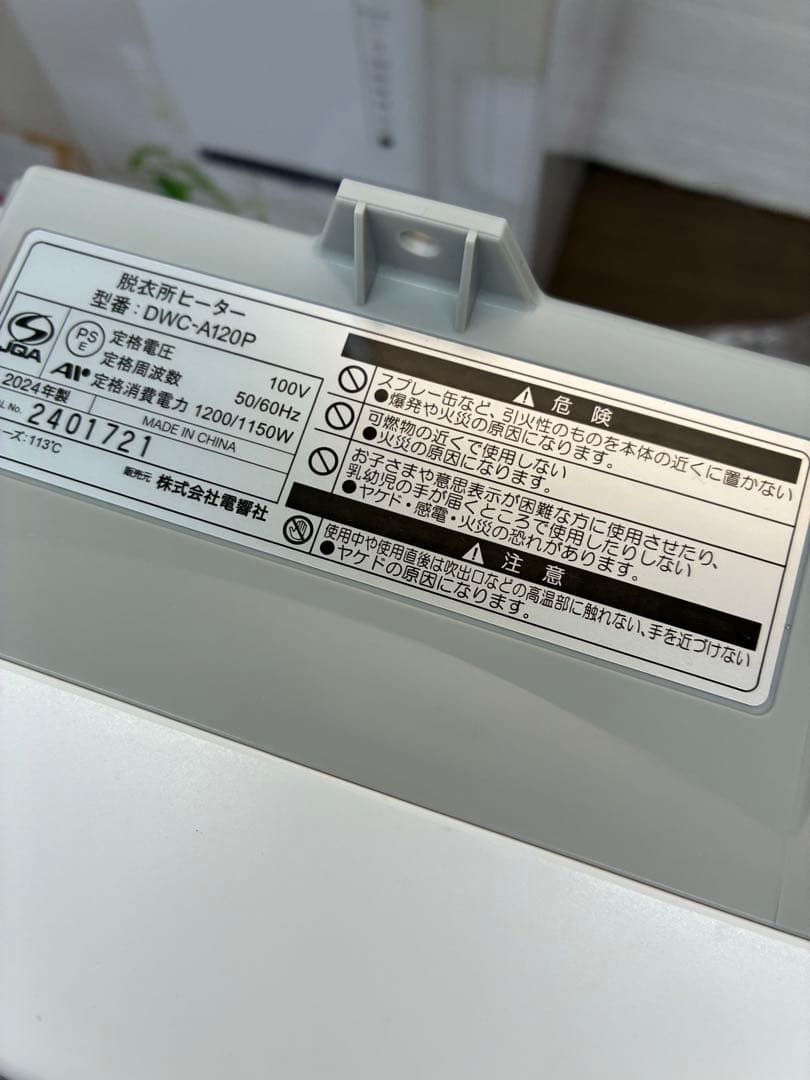 脱衣所ヒーター
型番：DWC-A120P
JQA
PS
E
定格電圧 100V
定格周波数 50/60Hz
定格消費電力 1200/1150W
2024年製
MADE IN CHINA
No. 2401721
ーズ：113℃
販売元 株式会社電響社
危険
スプレー缶など、引火性のものを本体の近くに置かない
●爆発や火災の原因になります。
可燃物の近くで使用しない
●火災の原因になります。
お子さまや意思表示が困難な方に使用させたり、
乳幼児の手が届くところで使用したりしない
●ヤケド・感電・火災の恐れがあります。
注意
使用中や使用直後は吹出口などの高温部に触れない、手を近づけない
●ヤケドの原因になります。